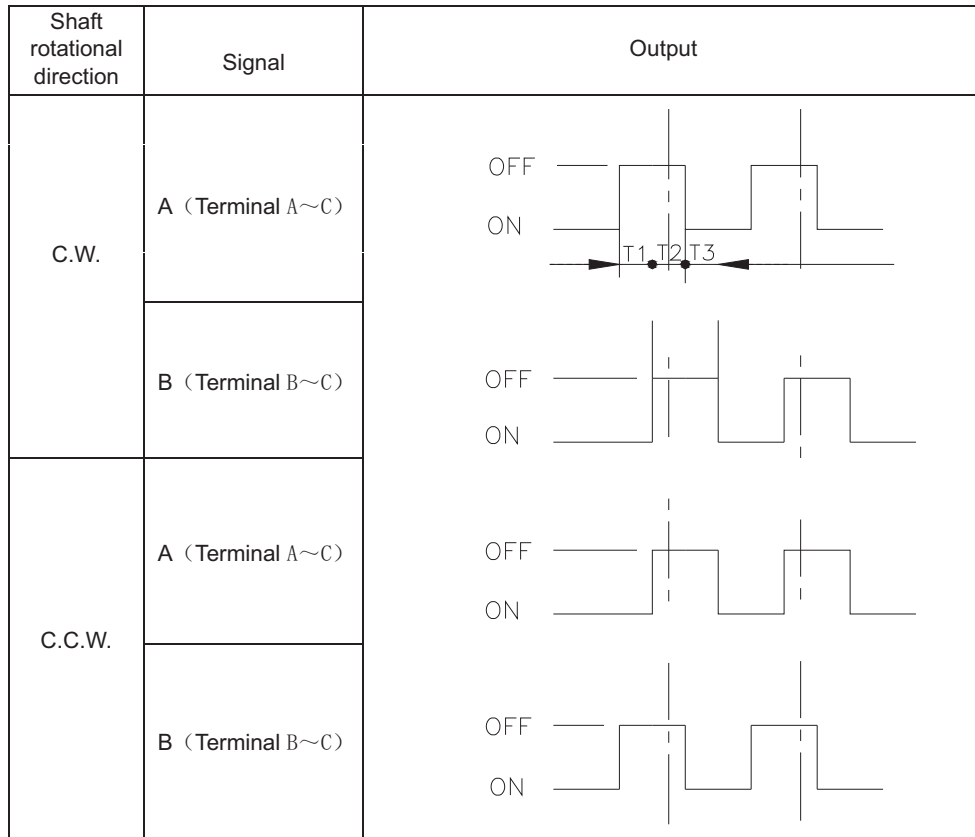 Shaft
rotational
direction
Signal
Output
C.W.
A（Terminal A～C）
OFF
ON
T1 T2 T3
B（Terminal B～C）
OFF
ON
C.C.W.
A（Terminal A～C）
OFF
ON
B（Terminal B～C）
OFF
ON